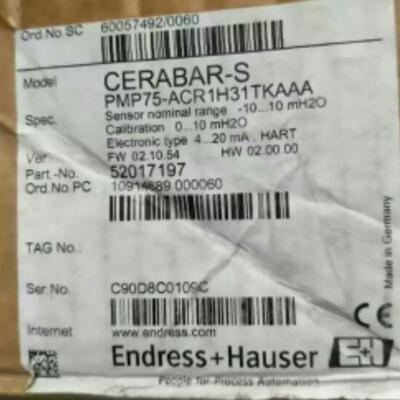 Ord.No.SC 60057492/0060
Model CERABAR-S
PMP75-ACR1H31TKAAA
Spec. Sensor nominal range -10...10 mH2O
Calibration 0...10 mH2O
Electronic type 4...20 mA , HART
Ver FW 02.10.54 HW 02.00.00
Part.-No. 52017197
Ord.No.PC 10914689 000060
TAG No.:
Ser No. C90D8C0109C
Internet www.endress.com
Made in Germany
CE
Endress+Hauser
E+H
People for Process Automation